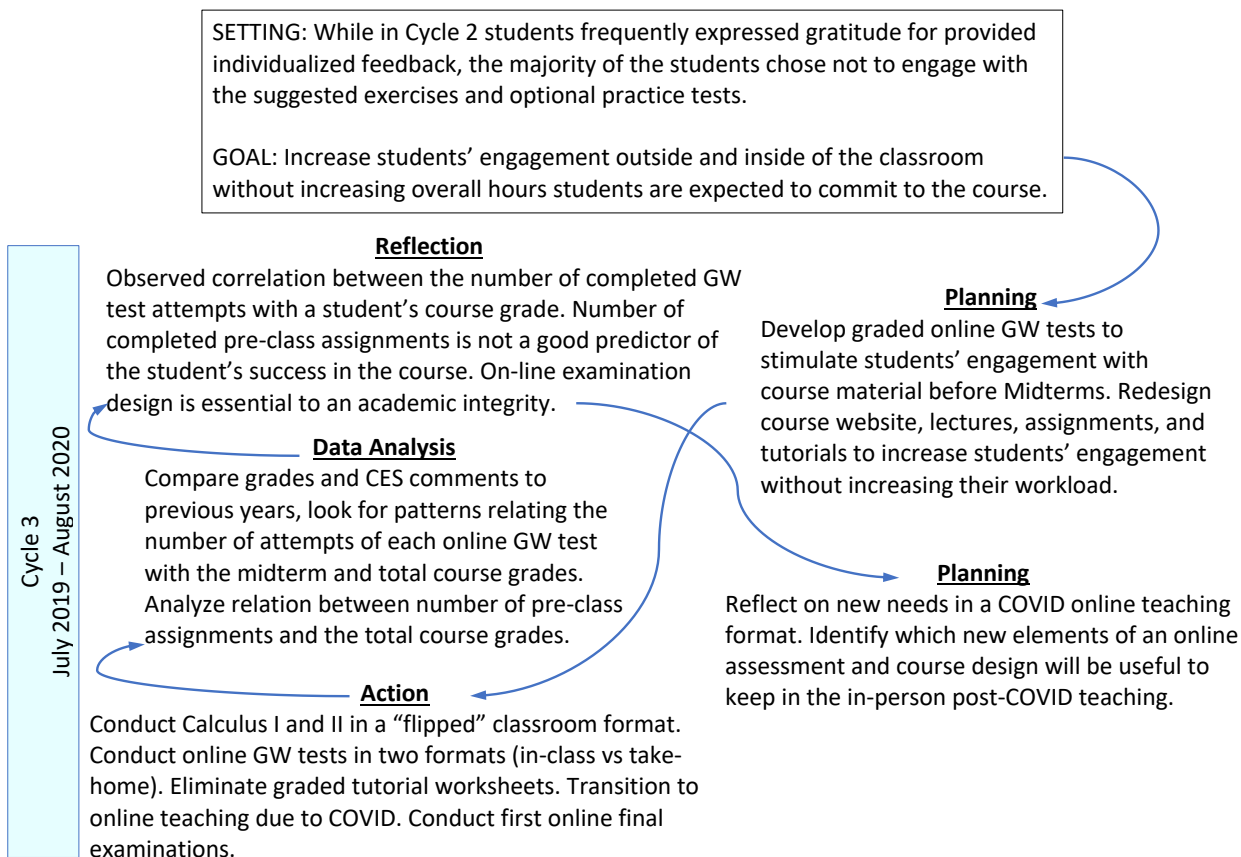 SETTING: While in Cycle 2 students frequently expressed gratitude for provided
individualized feedback, the majority of the students chose not to engage with
the suggested exercises and optional practice tests.
GOAL: Increase students’ engagement outside and inside of the classroom
without increasing overall hours students are expected to commit to the course.
Cycle 3
July 2019 – August 2020
Planning
Develop graded online GW tests to
stimulate students’ engagement with
course material before Midterms. Redesign
course website, lectures, assignments, and
tutorials to increase students’ engagement
without increasing their workload.
Action
Conduct Calculus I and II in a “flipped” classroom format.
Conduct online GW tests in two formats (in-class vs take-
home). Eliminate graded tutorial worksheets. Transition to
online teaching due to COVID. Conduct first online final
examinations.
Data Analysis
Compare grades and CES comments to
previous years, look for patterns relating the
number of attempts of each online GW test
with the midterm and total course grades.
Analyze relation between number of pre-class
assignments and the total course grades.
Reflection
Observed correlation between the number of completed GW
test attempts with a student’s course grade. Number of
completed pre-class assignments is not a good predictor of
the student’s success in the course. On-line examination
design is essential to an academic integrity.
Planning
Reflect on new needs in a COVID online teaching
format. Identify which new elements of an online
assessment and course design will be useful to
keep in the in-person post-COVID teaching.